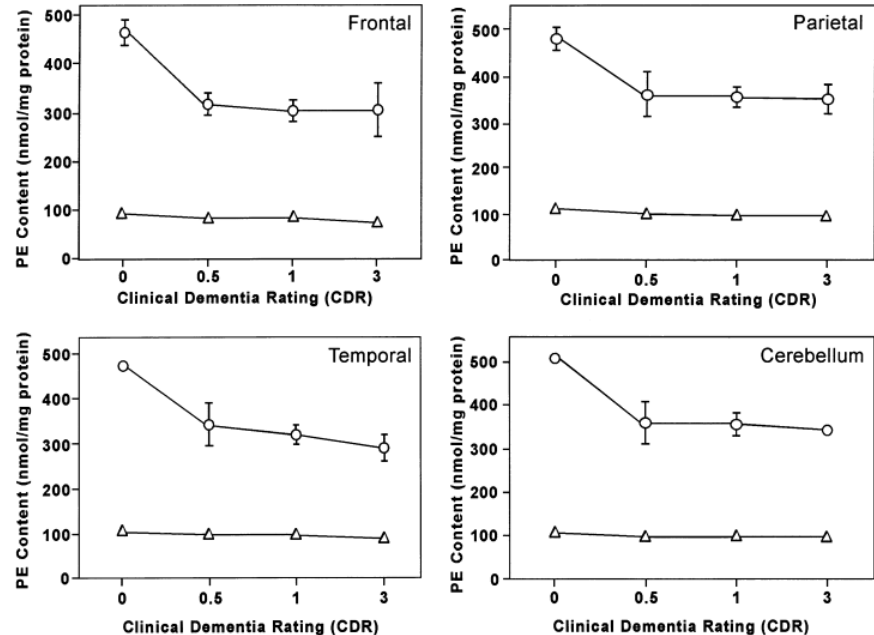 Frontal
PE Content (nmol/mg protein)
500
400
300
200
100
0
0 0.5 1 3
Clinical Dementia Rating (CDR)
Parietal
PE Content (nmol/mg protein)
500
400
300
200
100
0
0 0.5 1 3
Clinical Dementia Rating (CDR)
Temporal
PE Content (nmol/mg protein)
500
400
300
200
100
0
0 0.5 1 3
Clinical Dementia Rating (CDR)
Cerebellum
PE Content (nmol/mg protein)
500
400
300
200
100
0
0 0.5 1 3
Clinical Dementia Rating (CDR)